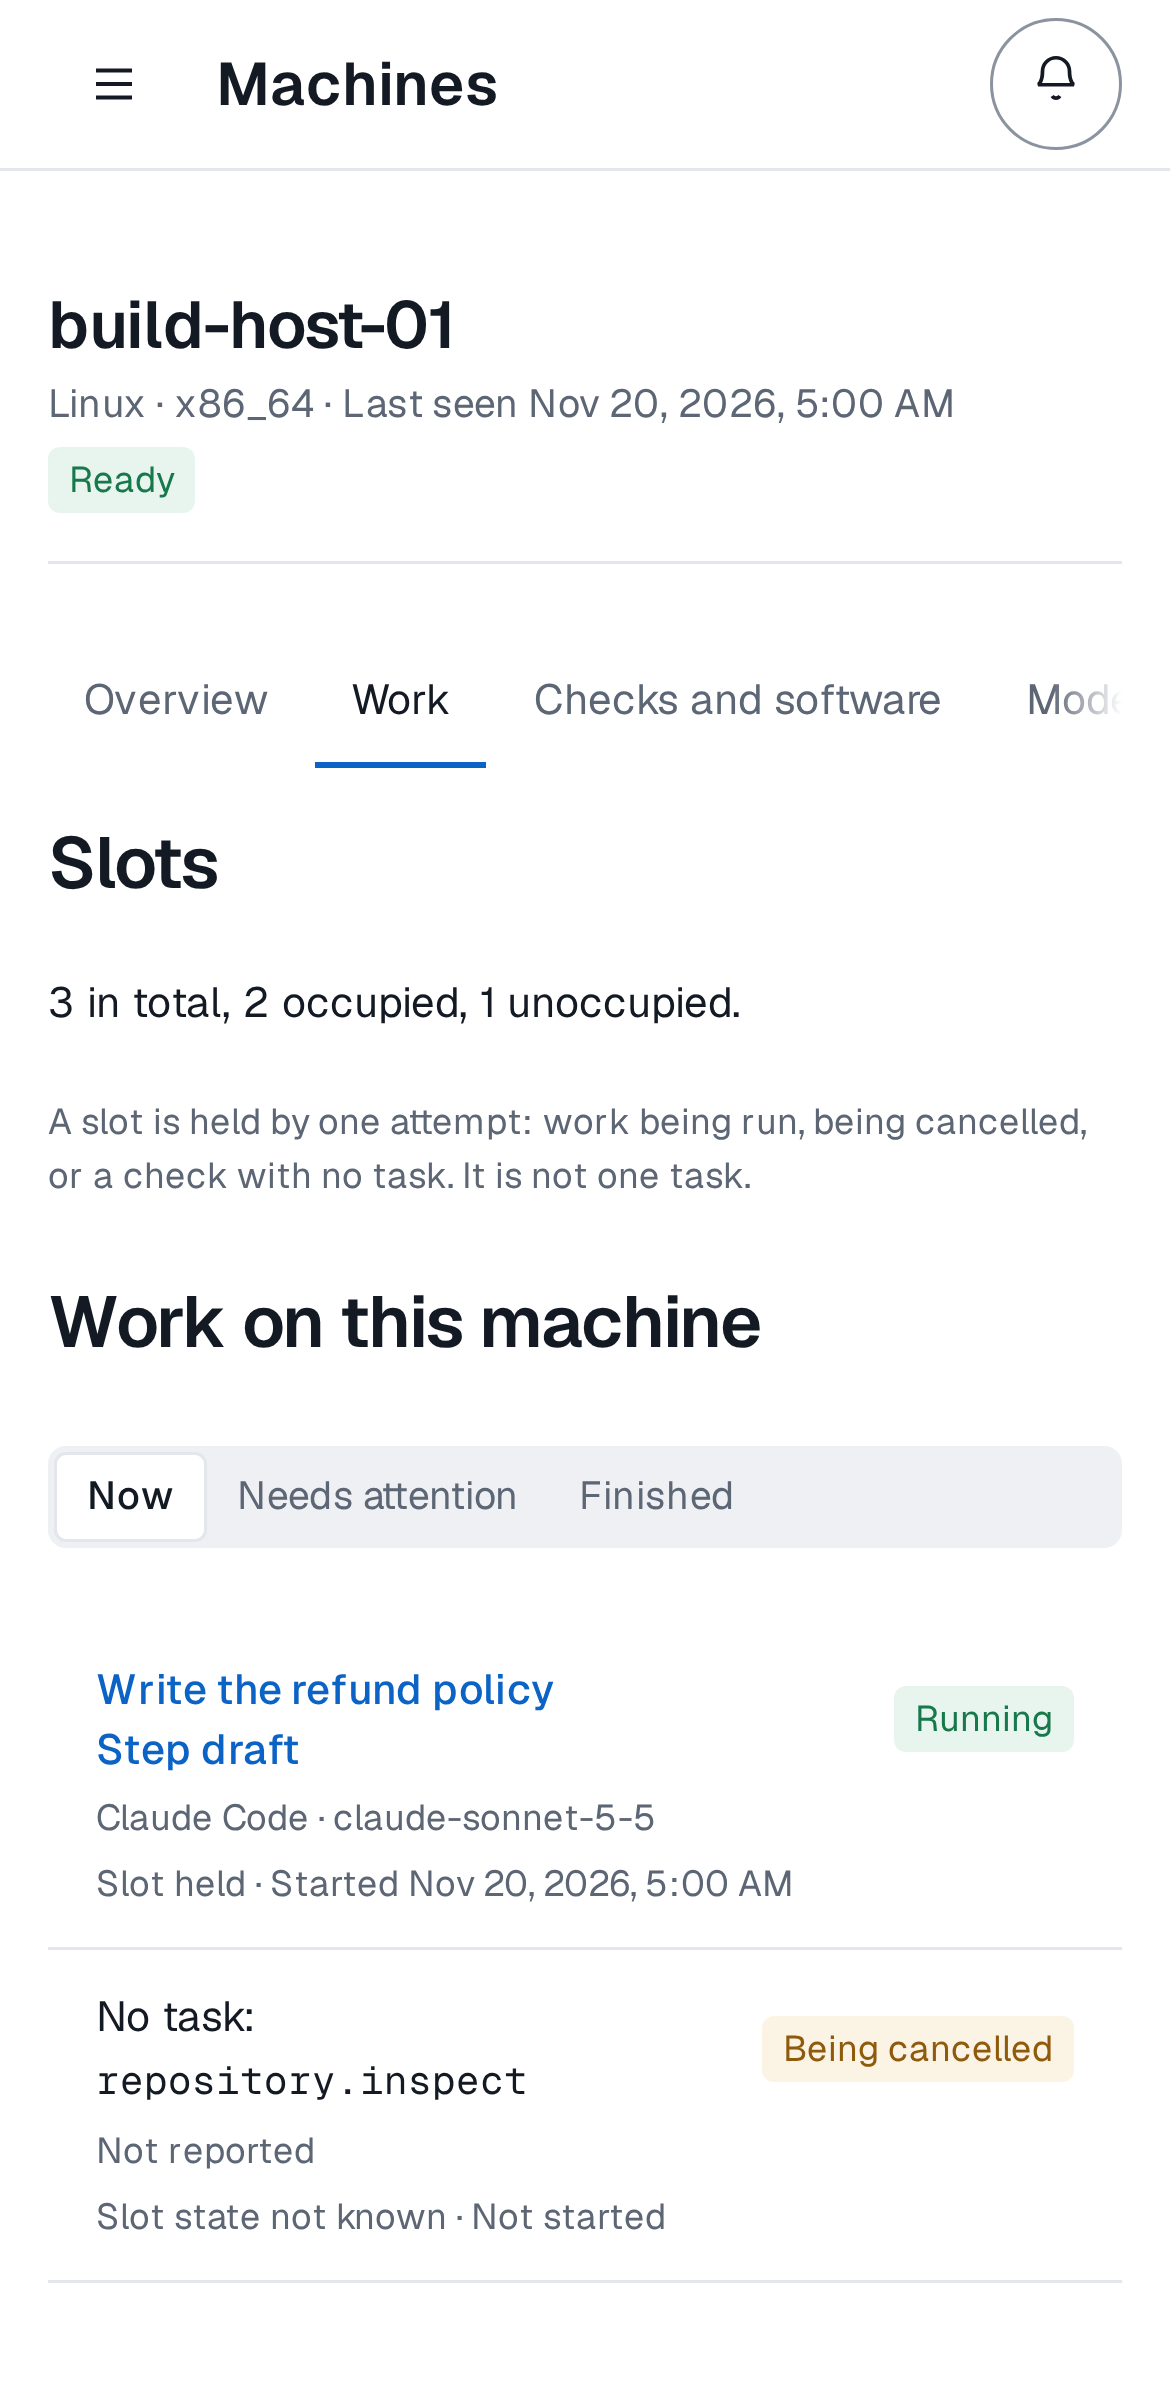 Machines
build-host-01
Linux · x86_64 · Last seen Nov 20, 2026, 5:00 AM
Ready
Overview
Work
Checks and software
Mode
Slots
3 in total, 2 occupied, 1 unoccupied.
A slot is held by one attempt: work being run, being cancelled,
or a check with no task. It is not one task.
Work on this machine
Now
Needs attention
Finished
Write the refund policy
Step draft
Running
Claude Code · claude-sonnet-5-5
Slot held · Started Nov 20, 2026, 5:00 AM
No task:
repository.inspect
Being cancelled
Not reported
Slot state not known · Not started